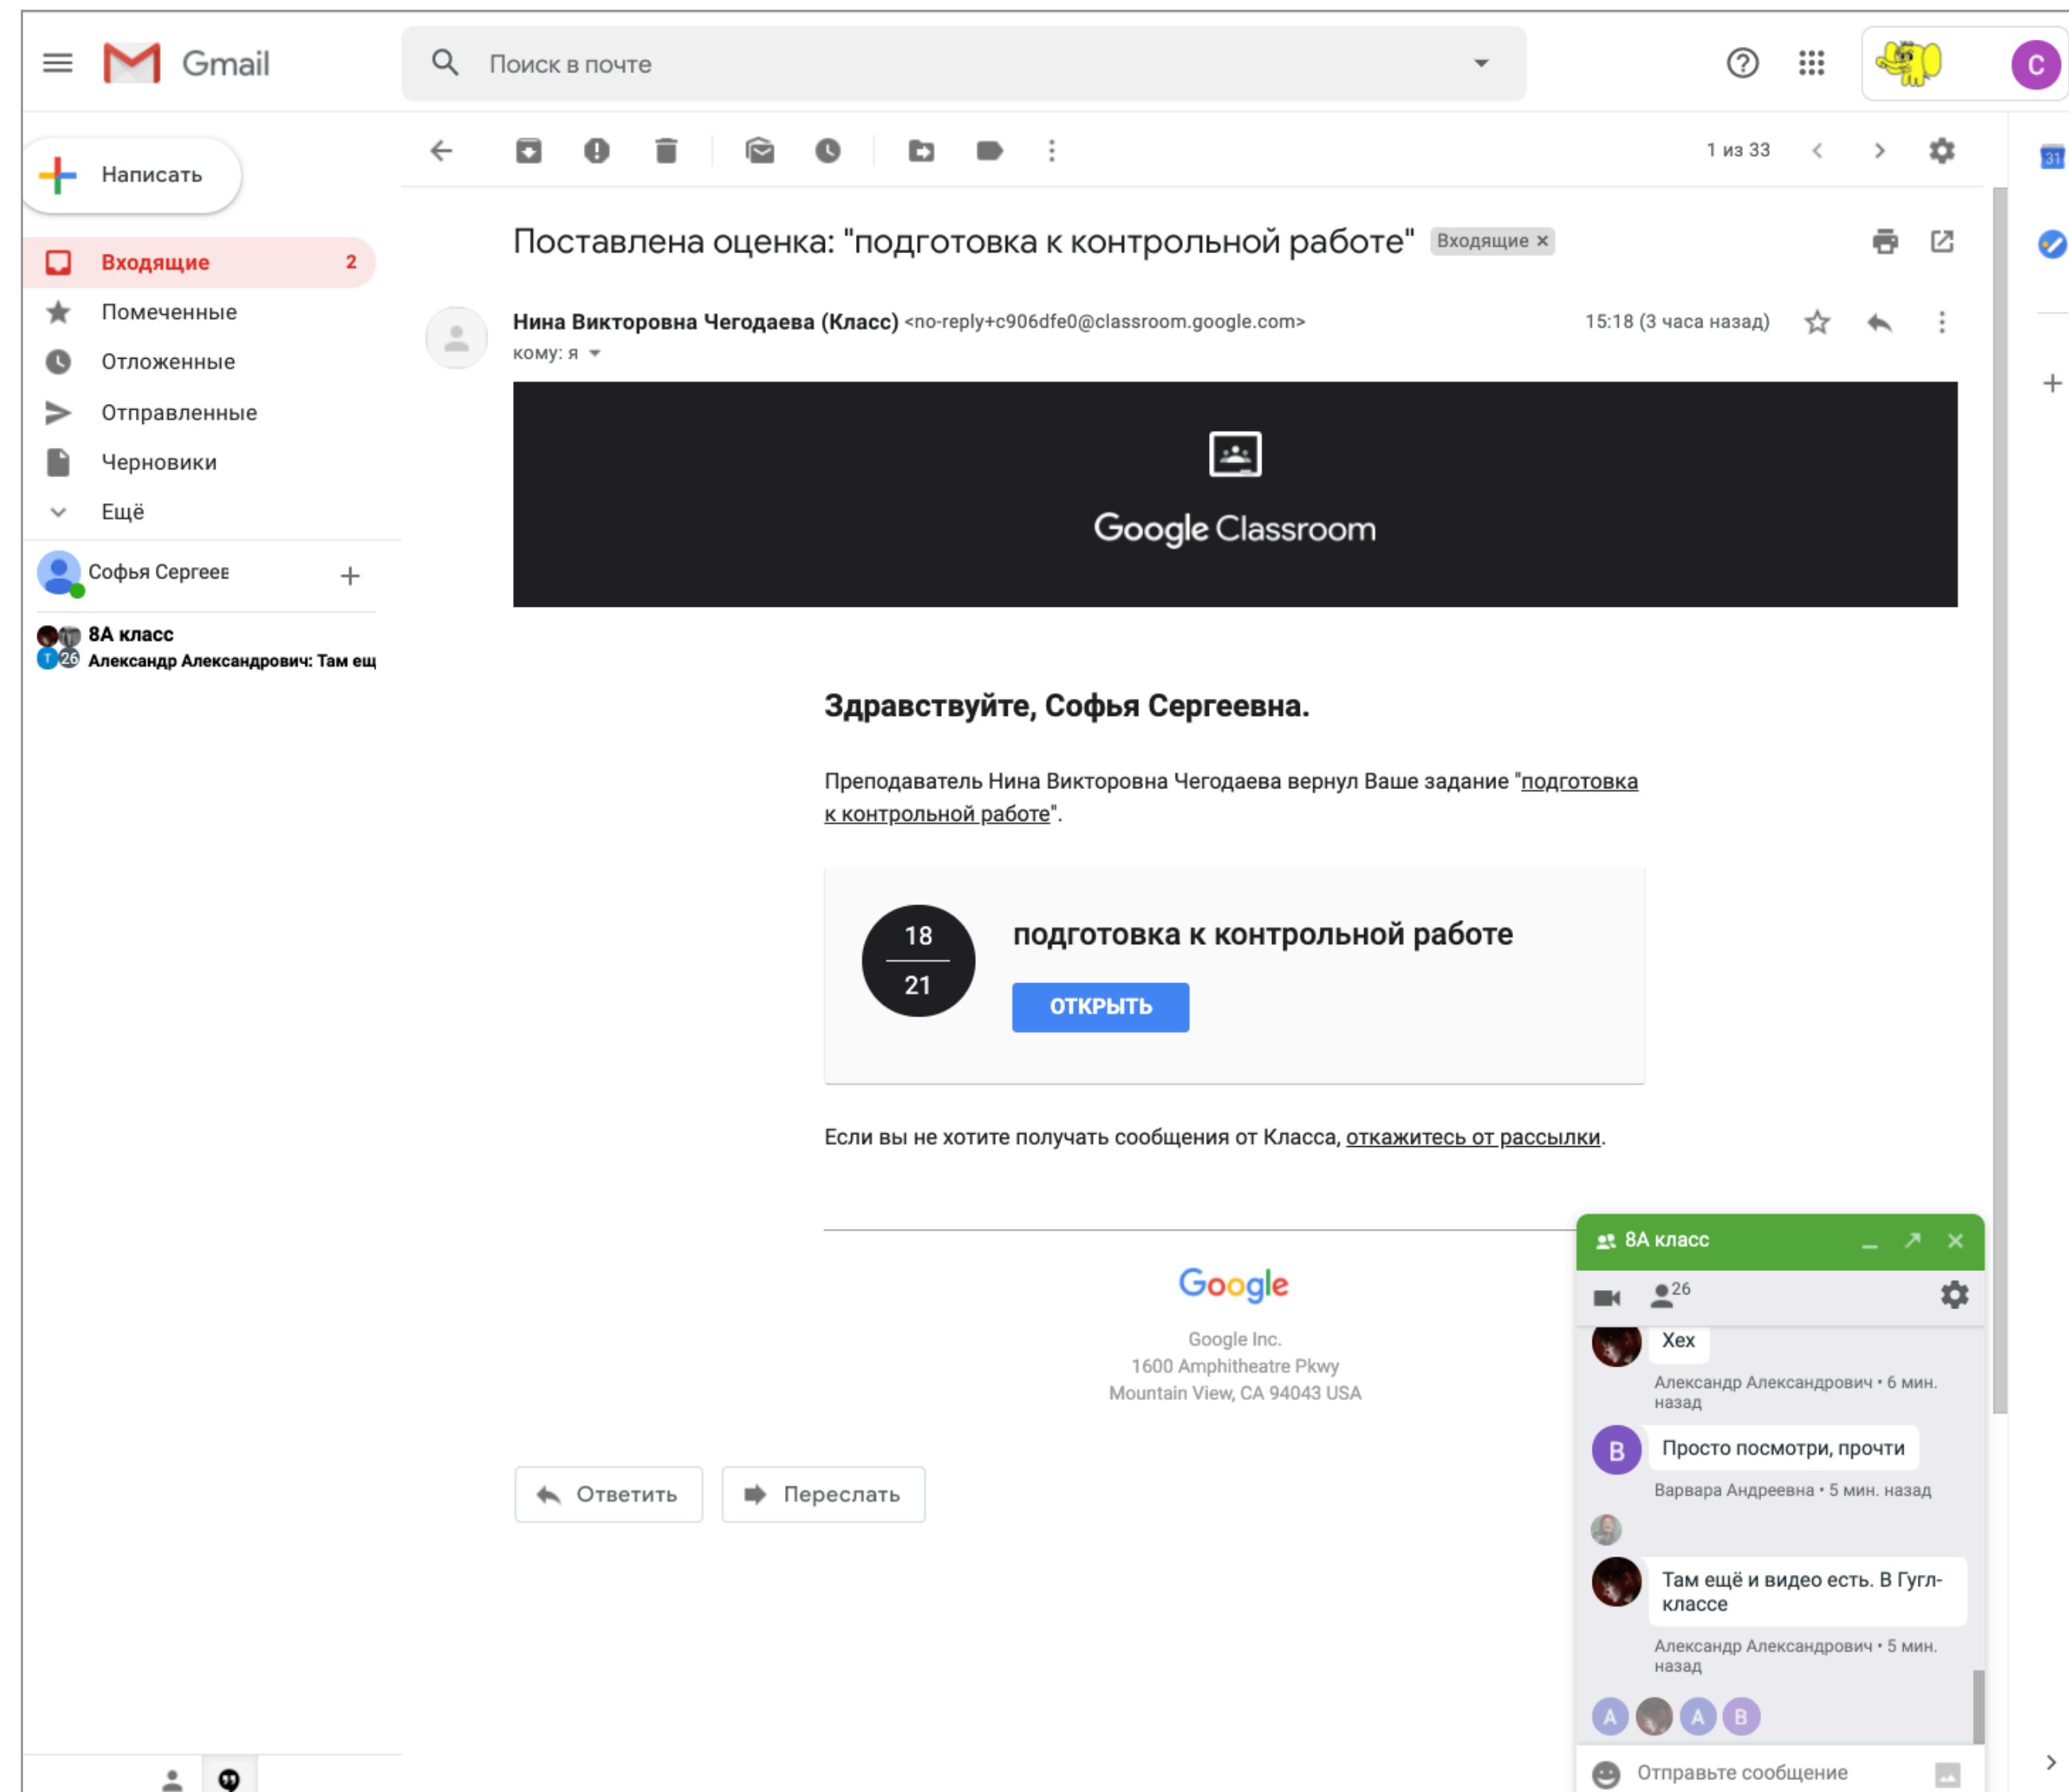 Gmail
Поиск в почте
С
Написать
1 из 33
31
Входящие 2
Помеченные
Отложенные
Отправленные
Черновики
Ещё
Софья Сергеев
8А класс
Т 26 Александр Александрович: Там ещ
Поставлена оценка: "подготовка к контрольной работе" Входящие ×
Нина Викторовна Чегодаева (Класс) <no-reply+c906dfe0@classroom.google.com> 15:18 (3 часа назад)
кому: я
Google Classroom
Здравствуйте, Софья Сергеевна.
Преподаватель Нина Викторовна Чегодаева вернул Ваше задание "подготовка
к контрольной работе".
18
21
подготовка к контрольной работе
ОТКРЫТЬ
Если вы не хотите получать сообщения от Класса, откажитесь от рассылки.
Google
Google Inc.
1600 Amphitheatre Pkwy
Mountain View, CA 94043 USA
Ответить Переслать
8А класс
26
Хех
Александр Александрович • 6 мин.
назад
В Просто посмотри, прочти
Варвара Андреевна • 5 мин. назад
Там ещё и видео есть. В Гугл-
классе
Александр Александрович • 5 мин.
назад
А А В
Отправьте сообщение